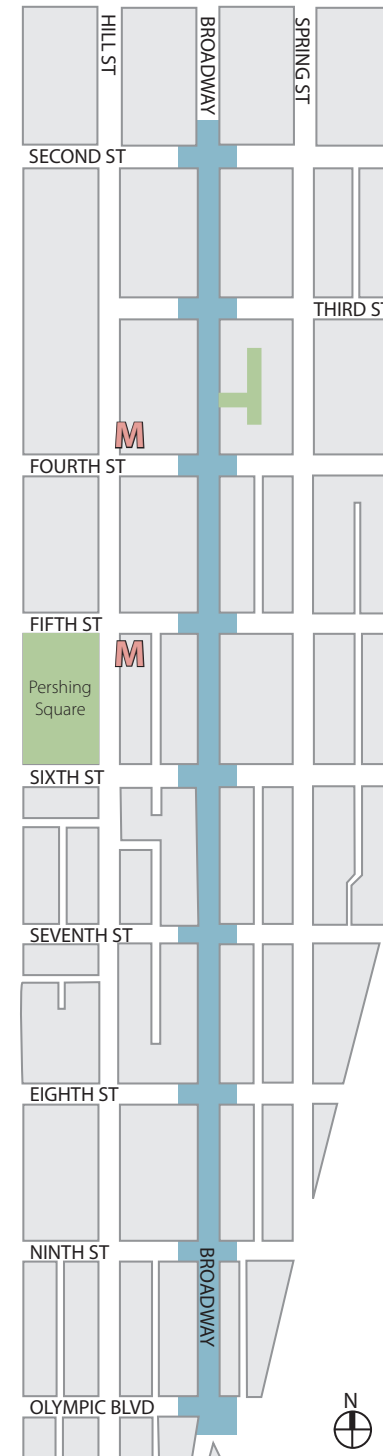 HILL ST
BROADWAY
SPRING ST
SECOND ST
THIRD ST
M
FOURTH ST
FIFTH ST
M
Pershing
Square
SIXTH ST
SEVENTH ST
EIGHTH ST
NINTH ST
BROADWAY
OLYMPIC BLVD
N